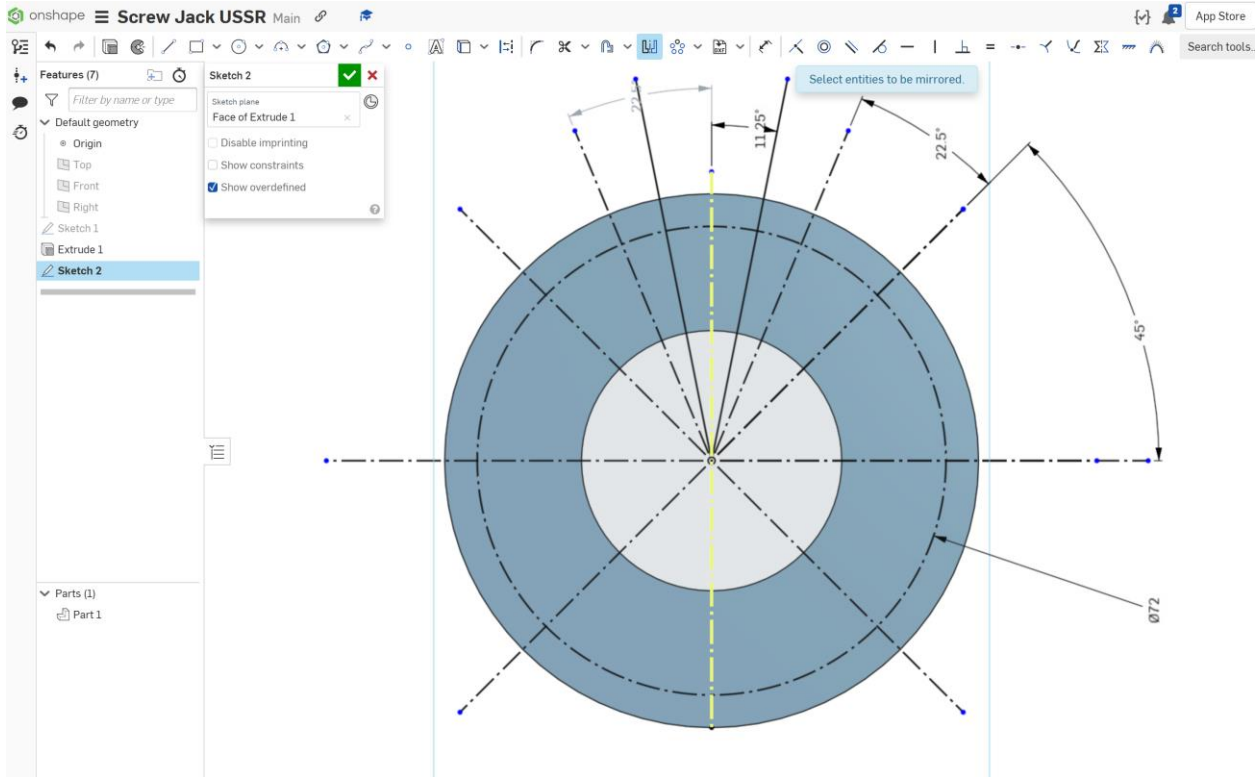 onshape Screw Jack USSR Main
2
App Store
Search tools...
Features (7)
Filter by name or type
Default geometry
Origin
Top
Front
Right
Sketch 1
Extrude 1
Sketch 2
Parts (1)
Part 1
Sketch 2
Sketch plane
Face of Extrude 1
Disable imprinting
Show constraints
Show overdefined
Select entities to be mirrored.
22.5°
11.25°
22.5°
45°
Ø72